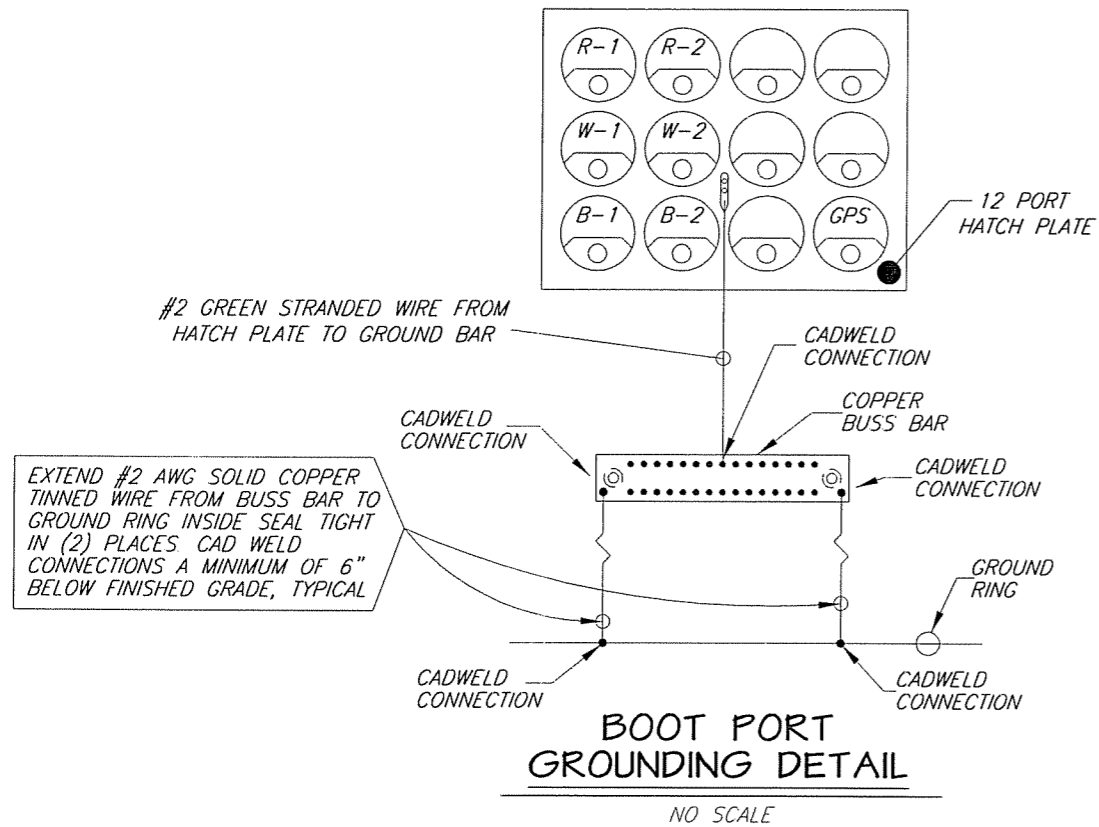 R-1
R-2
W-1
W-2
B-1
B-2
GPS
12 PORT
HATCH PLATE
#2 GREEN STRANDED WIRE FROM
HATCH PLATE TO GROUND BAR
CADWELD
CONNECTION
COPPER
BUSS BAR
CADWELD
CONNECTION
CADWELD
CONNECTION
EXTEND #2 AWG SOLID COPPER
TINNED WIRE FROM BUSS BAR TO
GROUND RING INSIDE SEAL TIGHT
IN (2) PLACES. CAD WELD
CONNECTIONS A MINIMUM OF 6"
BELOW FINISHED GRADE, TYPICAL
GROUND
RING
CADWELD
CONNECTION
CADWELD
CONNECTION
BOOT PORT
GROUNDING DETAIL
NO SCALE